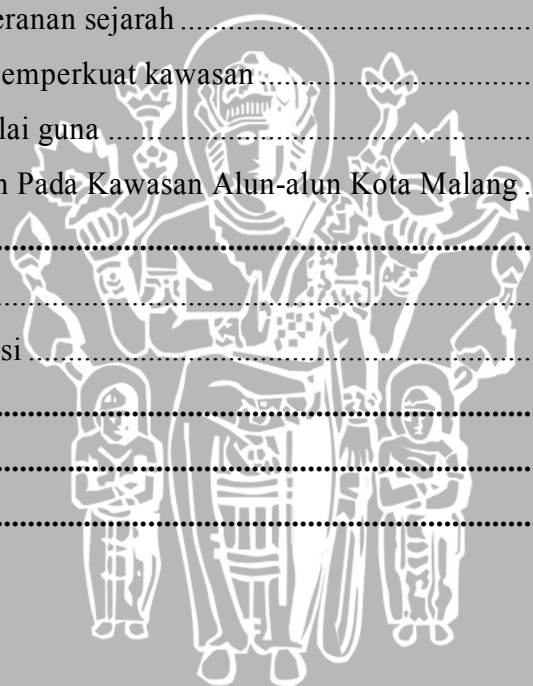 eranan sejarah ........................................
emperkuat kawasan ................................
lai guna ..................................................
n Pada Kawasan Alun-alun Kota Malang .
..............................................................
..............................................................
si ............................................................
..............................................................
..............................................................
..............................................................